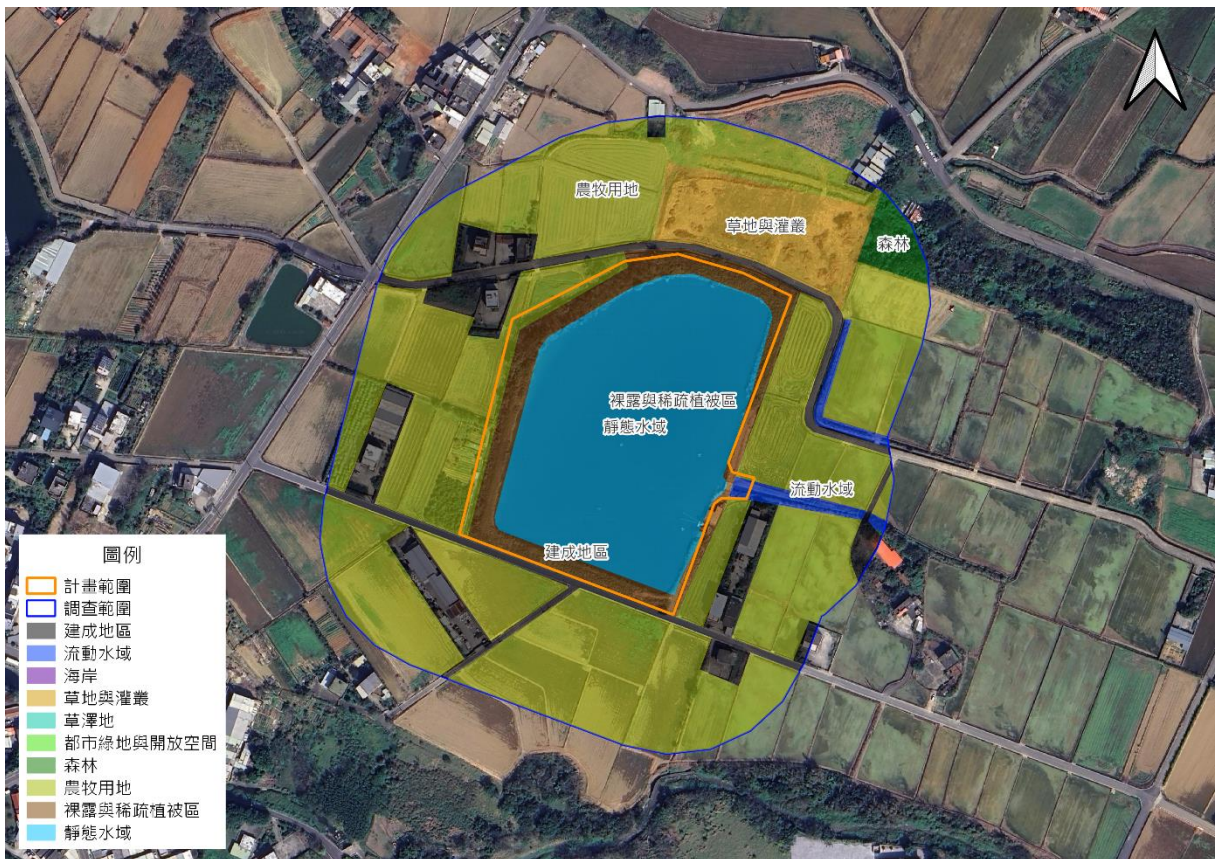 農牧用地
草地與灌叢
森林
裸露與稀疏植被區
靜態水域
流動水域
建成地區
圖例
計畫範圍
調查範圍
建成地區
流動水域
海岸
草地與灌叢
草澤地
都市綠地與開放空間
森林
農牧用地
裸露與稀疏植被區
靜態水域